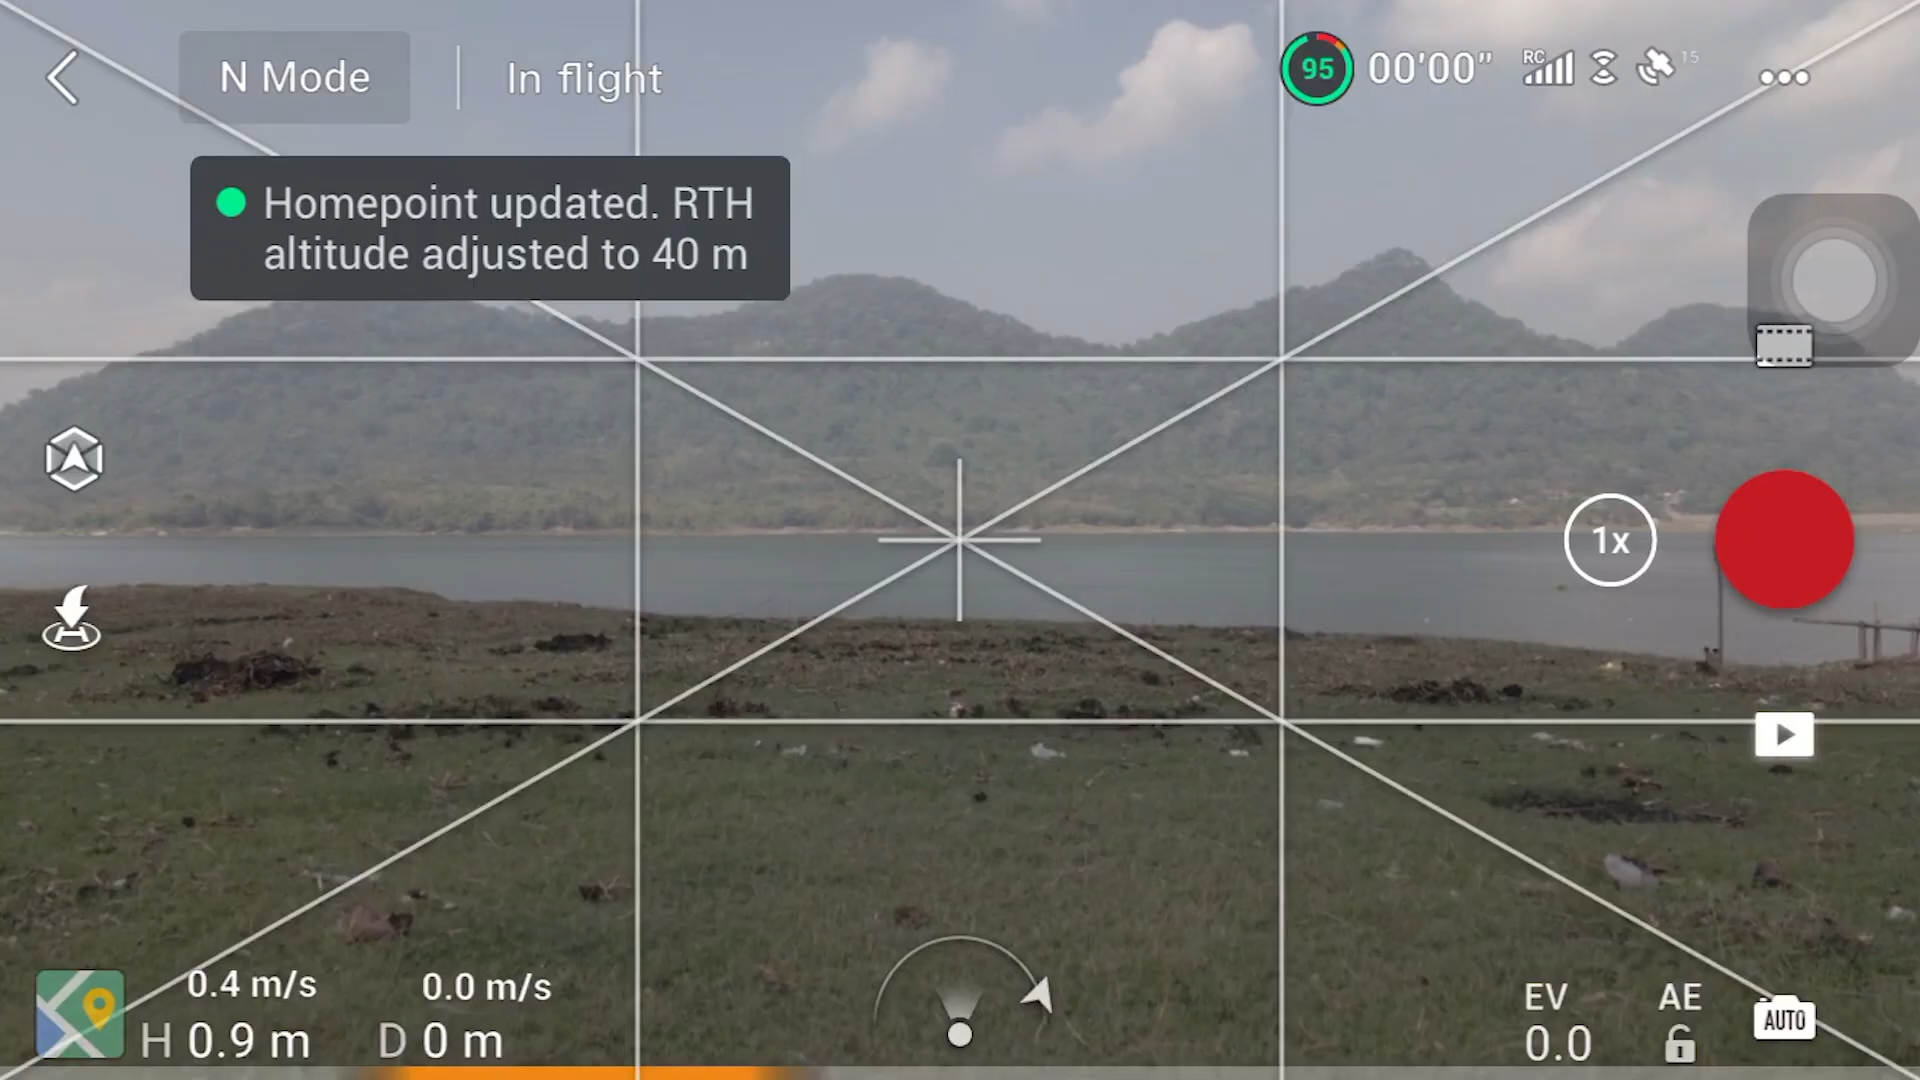 N Mode
In flight
95
00'00"
RC
15
Homepoint updated. RTH
altitude adjusted to 40 m
1x
0.4 m/s
0.0 m/s
H 0.9 m
D 0 m
EV
0.0
AE
AUTO